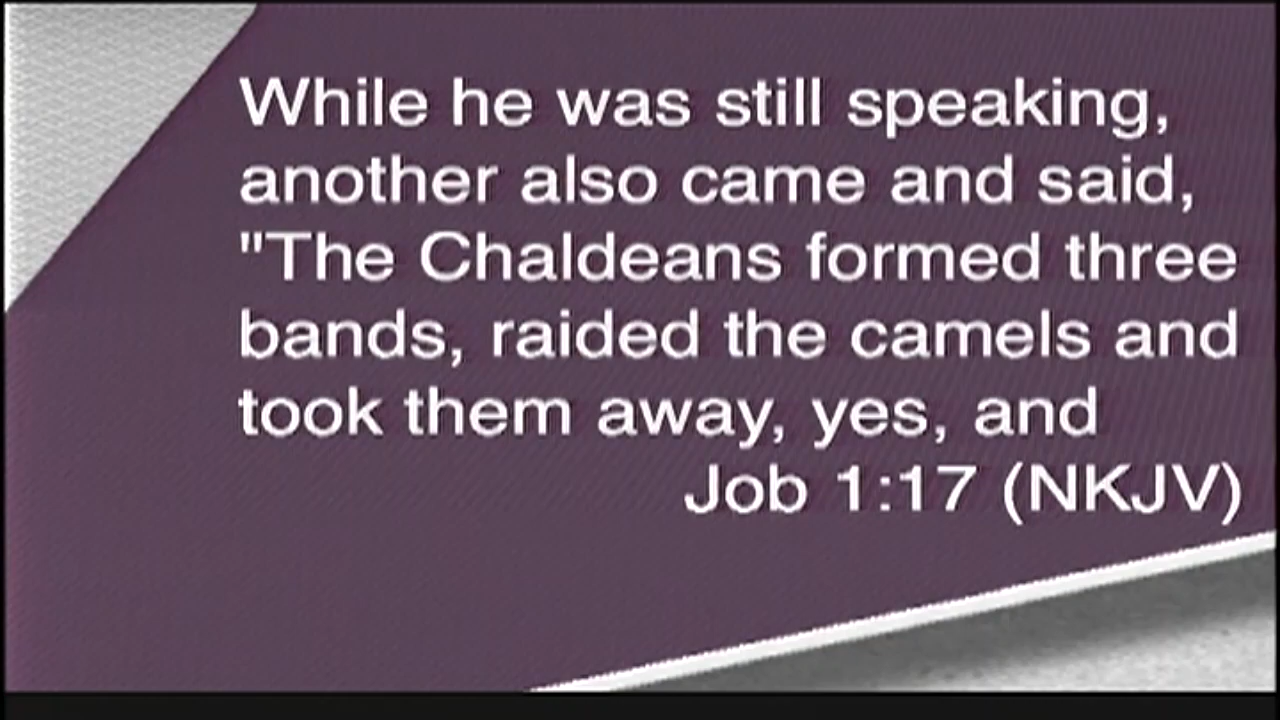 While he was still speaking,
another also came and said,
"The Chaldeans formed three
bands, raided the camels and
took them away, yes, and
Job 1:17 (NKJV)